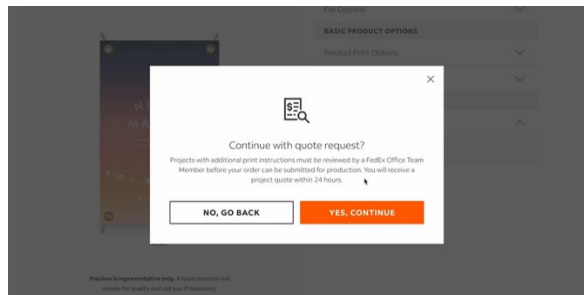 File Options
BASIC PRODUCT OPTIONS
Product Print Options
Continue with quote request?
Projects with additional print instructions must be reviewed by a FedEx Office Team
Member before your order can be submitted for production. You will receive a
project quote within 24 hours.
NO, GO BACK
YES, CONTINUE
Preview is representative only. A team member will
review for quality and call you if necessary.